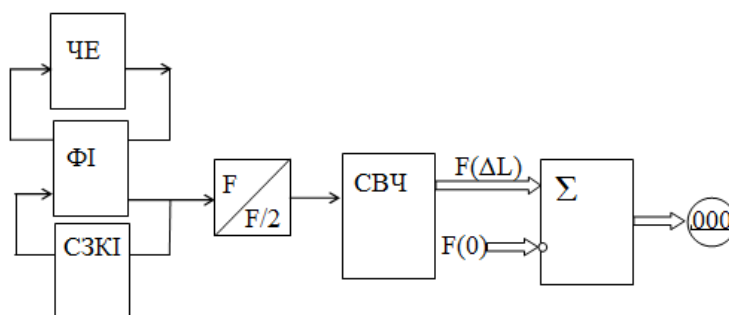 ЧЕ
ФІ
СЗКІ
F
F/2
СВЧ
F(ΔL)
F(0)
Σ
000